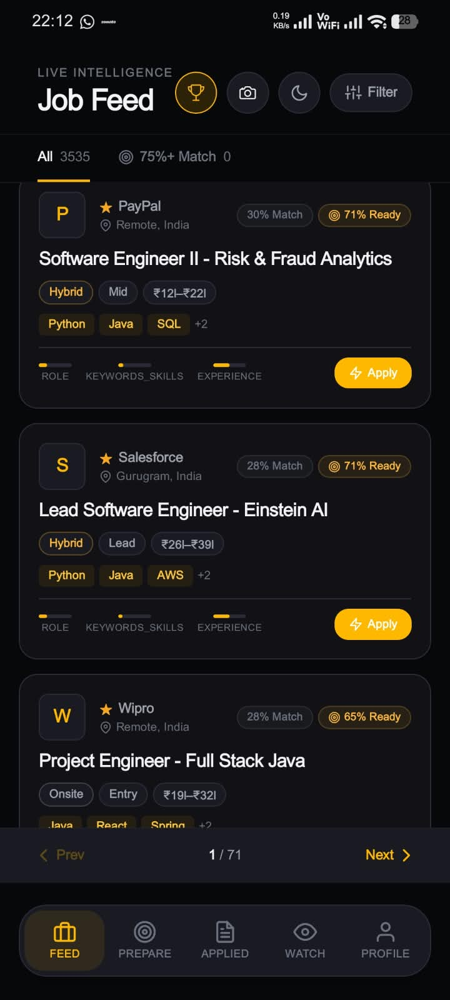 22:12 zomato 0.19 KB/s Vo WiFi 28
LIVE INTELLIGENCE
Job Feed Filter
All 3535 75%+ Match 0
P PayPal 30% Match 71% Ready
Remote, India
Software Engineer II - Risk & Fraud Analytics
Hybrid Mid ₹12l–₹22l
Python Java SQL +2
ROLE KEYWORDS_SKILLS EXPERIENCE Apply
S Salesforce 28% Match 71% Ready
Gurugram, India
Lead Software Engineer - Einstein AI
Hybrid Lead ₹26l–₹39l
Python Java AWS +2
ROLE KEYWORDS_SKILLS EXPERIENCE Apply
W Wipro 28% Match 65% Ready
Remote, India
Project Engineer - Full Stack Java
Onsite Entry ₹19l–₹32l
Java React Spring +2
Prev 1 / 71 Next
FEED PREPARE APPLIED WATCH PROFILE